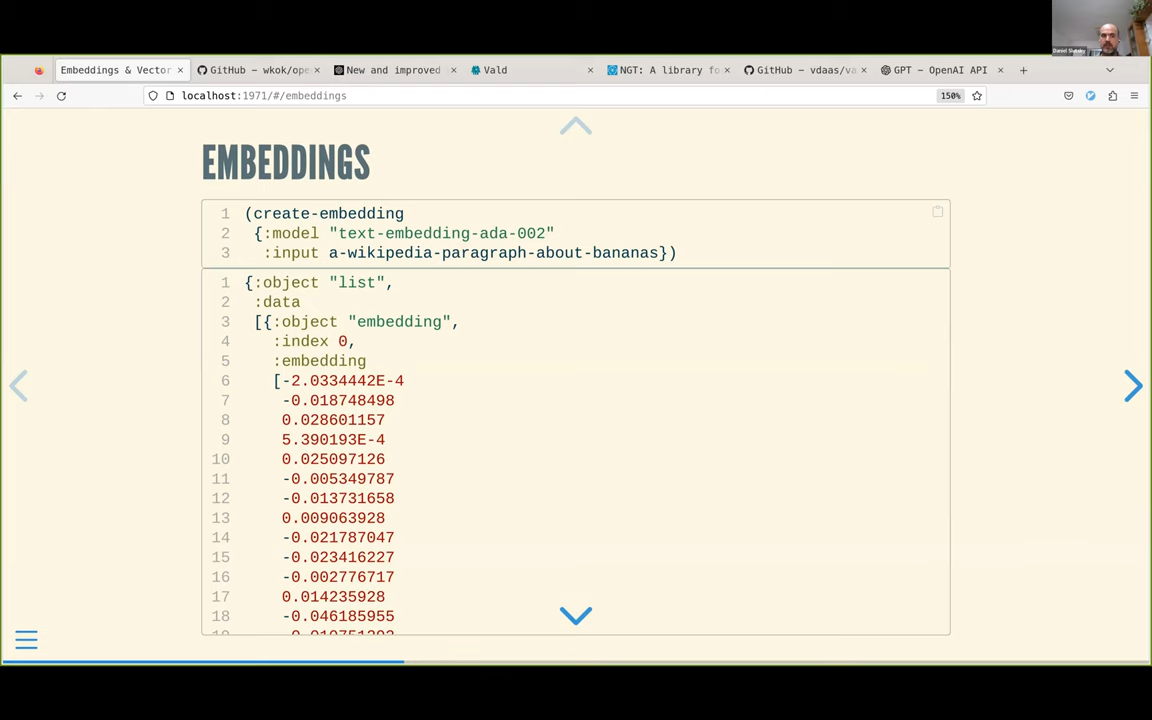 Daniel Slutsky
Embeddings & Vector
GitHub - wkok/ope
New and improved
Vald
NGT: A library fo
GitHub - vdaas/va
GPT - OpenAI API
localhost:1971/#/embeddings
150%
EMBEDDINGS
1 (create-embedding
2 {:model "text-embedding-ada-002"
3 :input a-wikipedia-paragraph-about-bananas})
1 {:object "list",
2 :data
3 [{:object "embedding",
4 :index 0,
5 :embedding
6 [-2.0334442E-4
7 -0.018748498
8 0.028601157
9 5.390193E-4
10 0.025097126
11 -0.005349787
12 -0.013731658
13 0.009063928
14 -0.021787047
15 -0.023416227
16 -0.002776717
17 0.014235928
18 -0.046185955